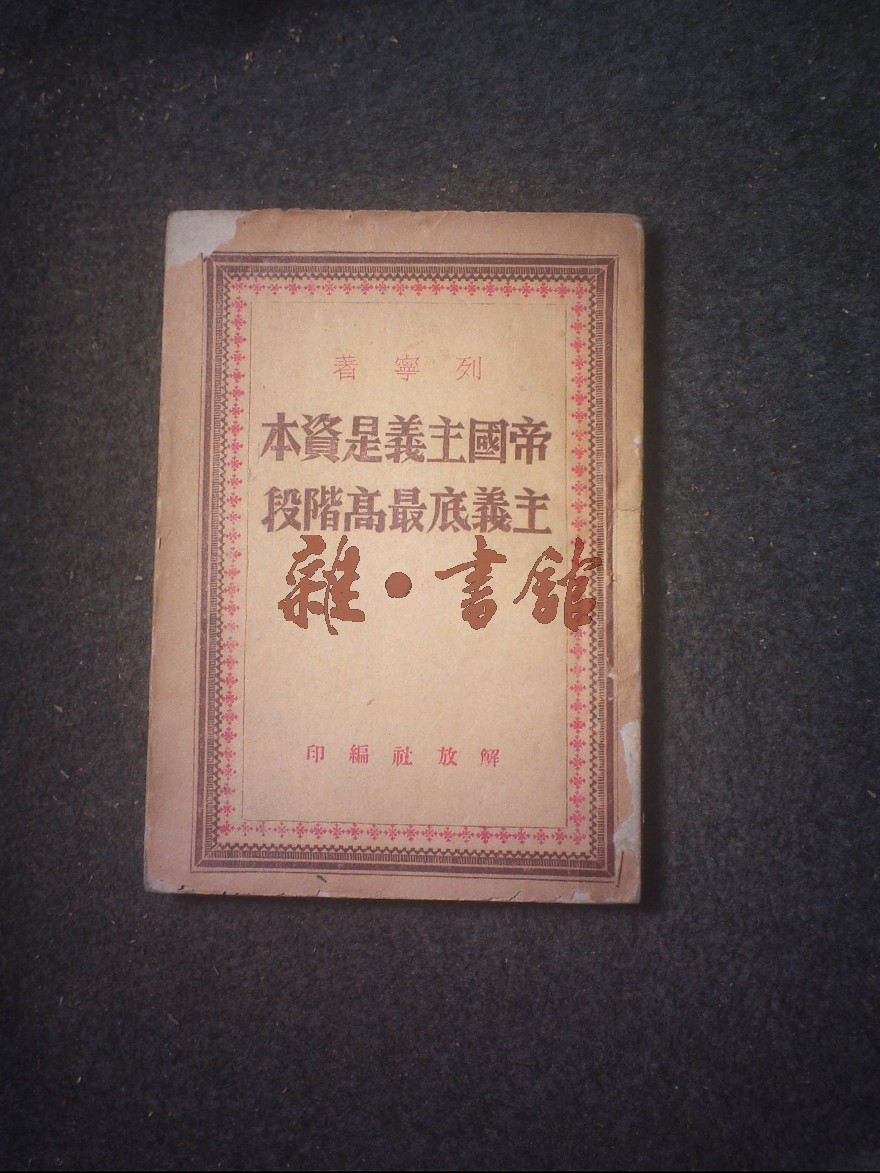 列寧著
帝國主義是資本
主義底最高階段
雜·書館
解放社編印